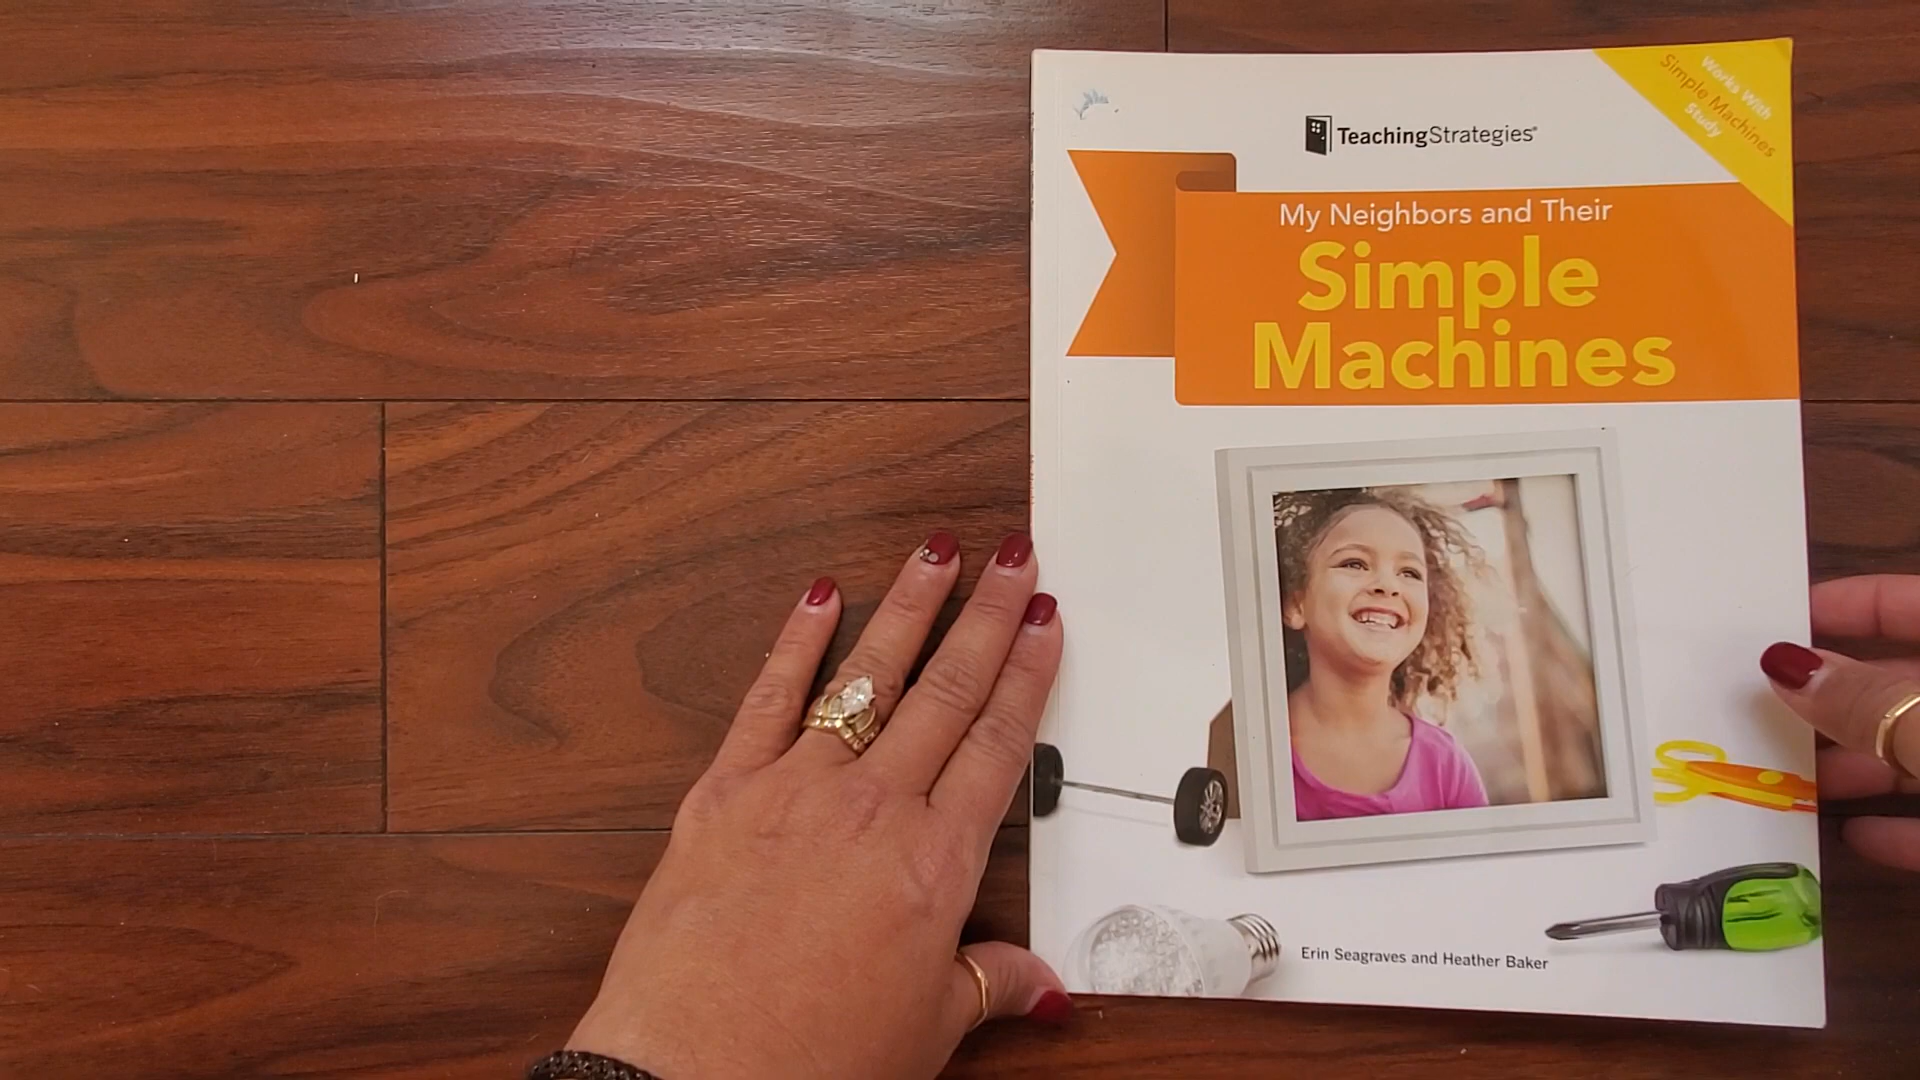 Works With
Simple Machines
Study
TeachingStrategies®
My Neighbors and Their
Simple
Machines
Erin Seagraves and Heather Baker